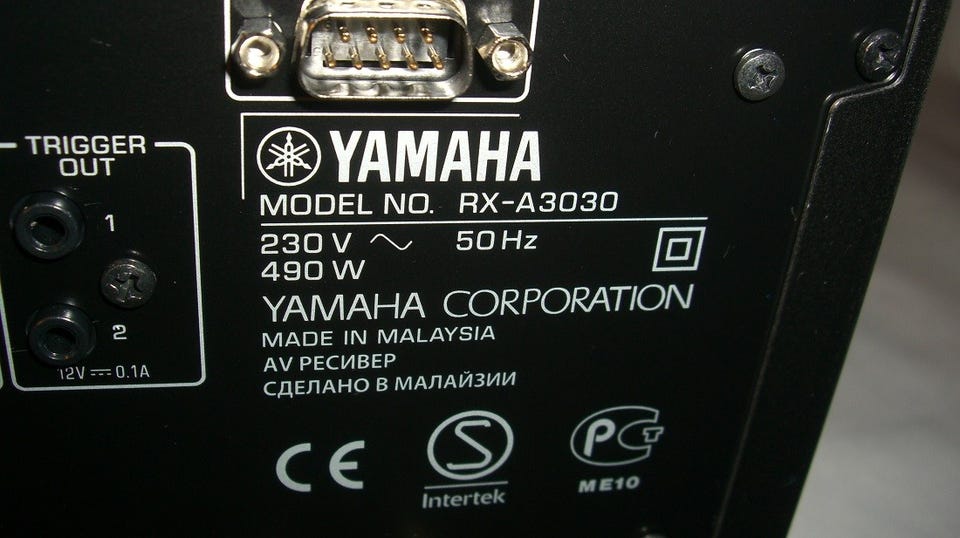 TRIGGER
OUT
1
2
12V ⎓ 0.1A
YAMAHA
MODEL NO. RX-A3030
230 V ~ 50 Hz
490 W
YAMAHA CORPORATION
MADE IN MALAYSIA
AV РЕСИВЕР
СДЕЛАНО В МАЛАЙЗИИ
CE
S
Intertek
РСТ
ME10